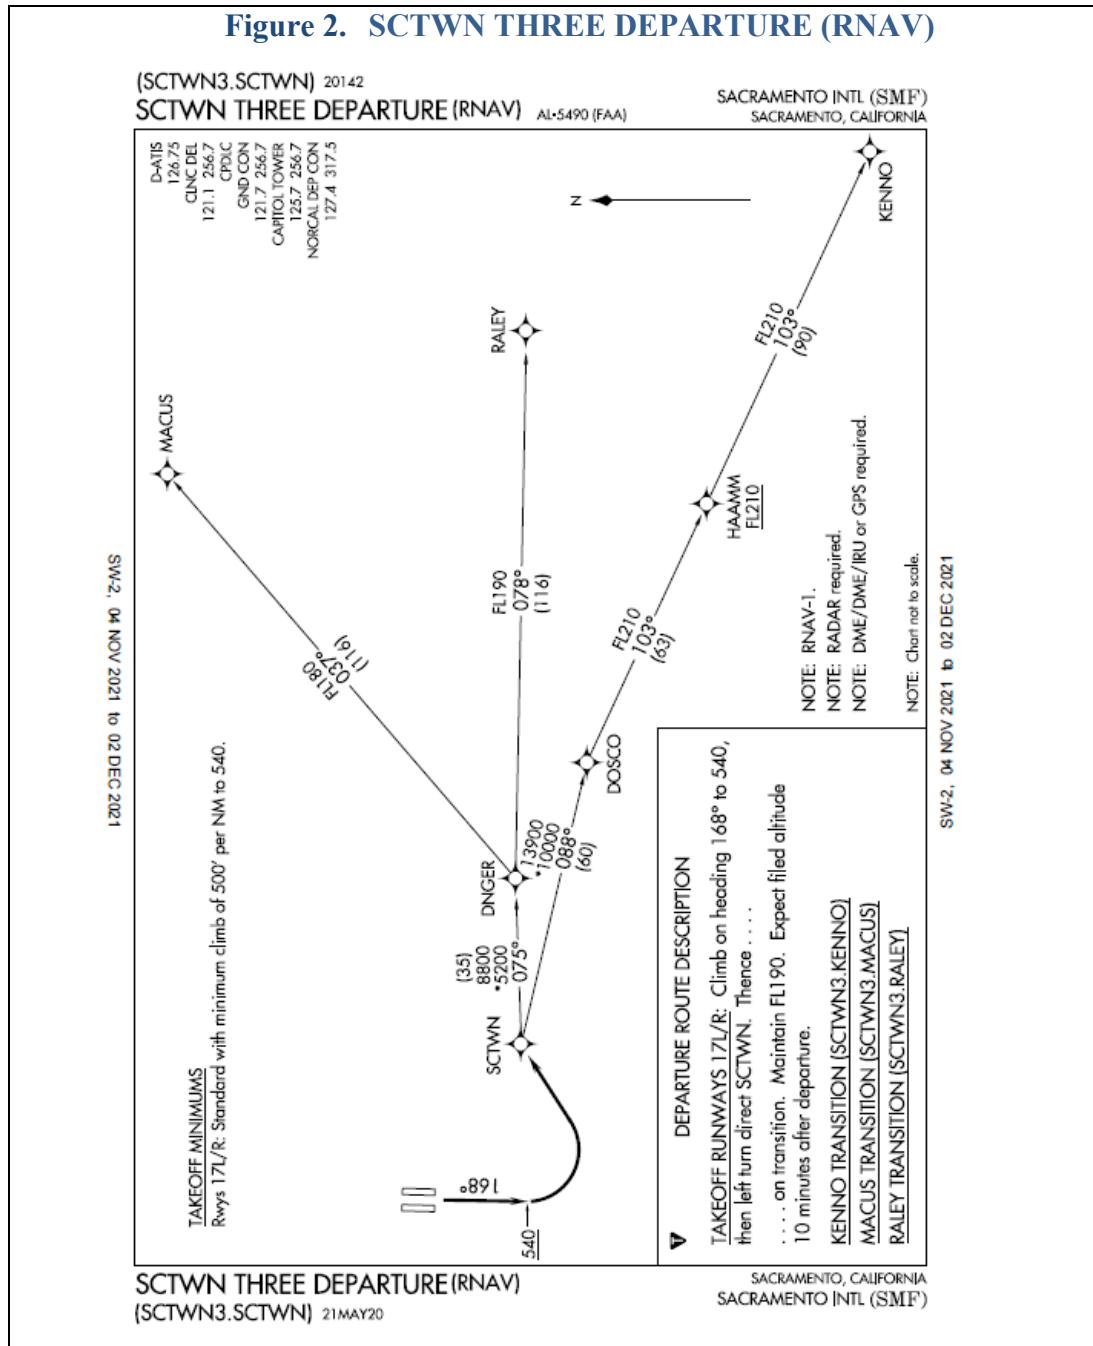 Figure 2. SCTWN THREE DEPARTURE (RNAV)
(SCTWN3.SCTWN) 20142
SCTWN THREE DEPARTURE (RNAV) AL-5490 (FAA)
SACRAMENTO INTL (SMF)
SACRAMENTO, CALIFORNIA
D-ATIS
126.75
CLNC DEL
121.1 256.7
CPDLC
GND CON
121.7 256.7
CAPITOL TOWER
125.7 256.7
NORCAL DEP CON
127.4 317.5
N
KENNO
RALEY
MACUS
FL210
103°
(90)
HAAMM
FL210
FL190
078°
(116)
FL180
037°
(116)
FL210
103°
(63)
DOSCO
DNGER
13900
*10000
088°
(60)
(35)
8800
*5200
075°
SCTWN
168°
540
TAKEOFF MINIMUMS
Rwys 17L/R: Standard with minimum climb of 500' per NM to 540.
NOTE: RNAV-1.
NOTE: RADAR required.
NOTE: DME/DME/IRU or GPS required.
NOTE: Chart not to scale.
T
DEPARTURE ROUTE DESCRIPTION
TAKEOFF RUNWAYS 17L/R: Climb on heading 168° to 540,
then left turn direct SCTWN. Thence . . . .
. . . . on transition. Maintain FL190. Expect filed altitude
10 minutes after departure.
KENNO TRANSITION (SCTWN3.KENNO)
MACUS TRANSITION (SCTWN3.MACUS)
RALEY TRANSITION (SCTWN3.RALEY)
SW-2, 04 NOV 2021 to 02 DEC 2021
SW-2, 04 NOV 2021 to 02 DEC 2021
SCTWN THREE DEPARTURE (RNAV)
(SCTWN3.SCTWN) 21MAY20
SACRAMENTO, CALIFORNIA
SACRAMENTO INTL (SMF)